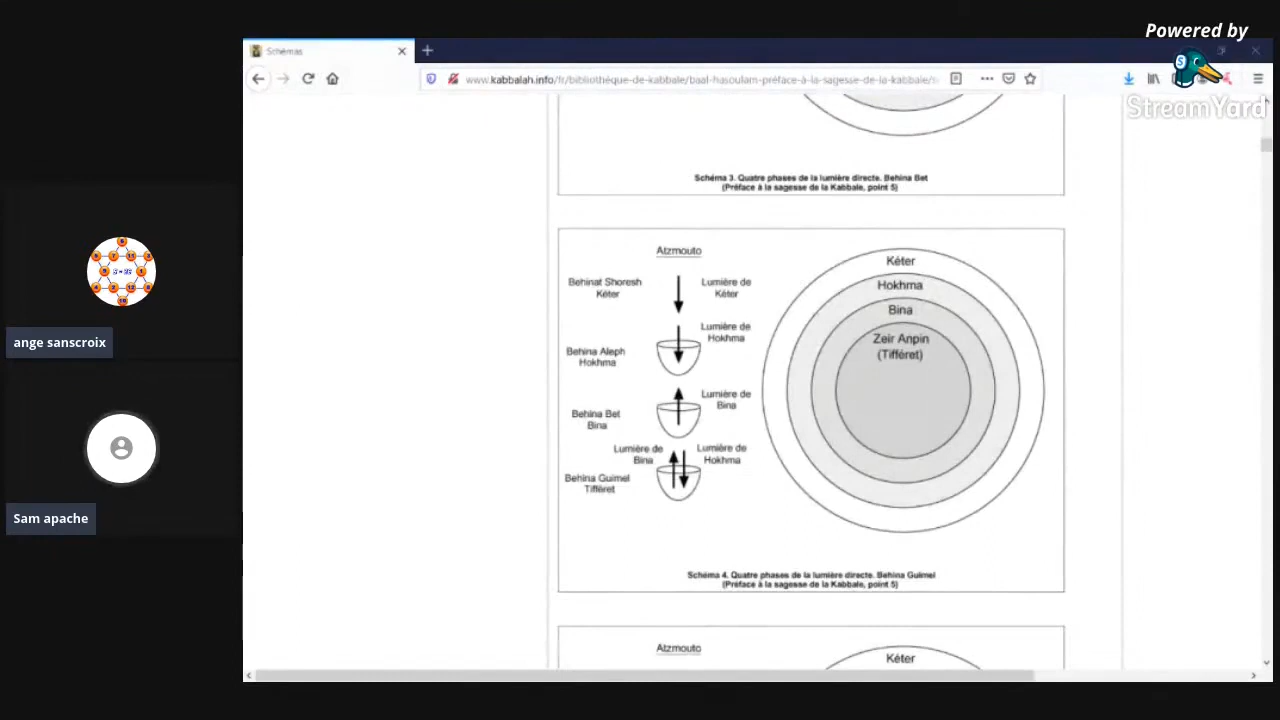 Powered by
StreamYard
Schémas
www.kabbalah.info/fr/bibliothèque-de-kabbale/baal-hasoulam-préface-à-la-sagesse-de-la-kabbale/
Schéma 3. Quatre phases de la lumière directe. Behina Bet
(Préface à la sagesse de la Kabbale, point 5)
Atzmouto
Behinat Shoresh
Kéter
Lumière de
Kéter
Lumière de
Hokhma
Behina Aleph
Hokhma
Lumière de
Bina
Behina Bet
Bina
Lumière de
Bina
Lumière de
Hokhma
Behina Guimel
Tifféret
Kéter
Hokhma
Bina
Zeir Anpin
(Tifféret)
Schéma 4. Quatre phases de la lumière directe. Behina Guimel
(Préface à la sagesse de la Kabbale, point 5)
Atzmouto
Kéter
ange sanscroix
Sam apache